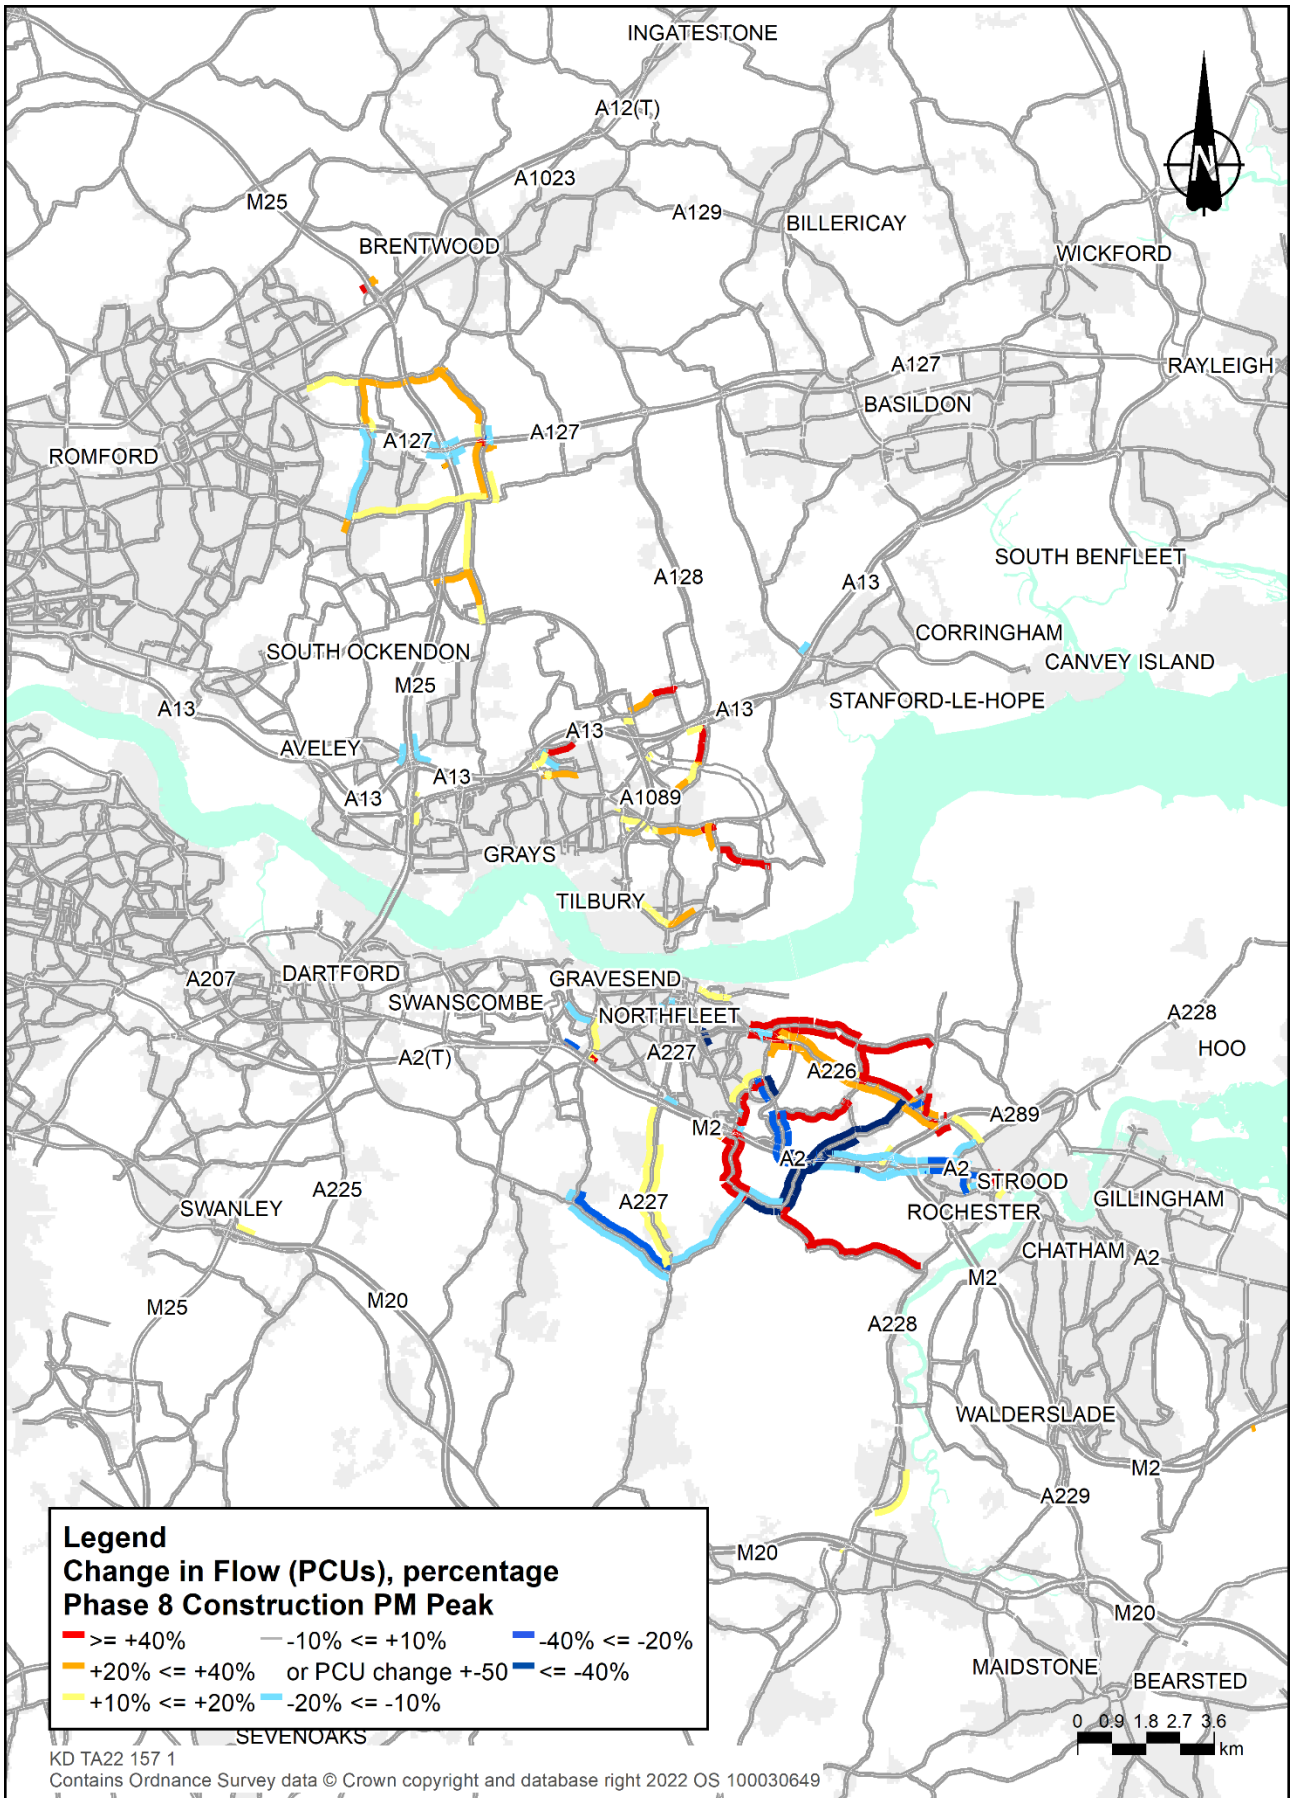 INGATESTONE
A12(T)
A1023
M25
A129
BILLERICAY
BRENTWOOD
WICKFORD
N
A127
RAYLEIGH
BASILDON
A127
A127
ROMFORD
SOUTH BENFLEET
A128
A13
CORRINGHAM
SOUTH OCKENDON
CANVEY ISLAND
M25
STANFORD-LE-HOPE
A13
A13
A13
AVELEY
A13
A13
A1089
GRAYS
TILBURY
DARTFORD
A207
GRAVESEND
SWANSCOMBE
NORTHFLEET
A228
HOO
A2(T)
A227
A226
A289
M2
A2
A2
STROOD
A225
A227
GILLINGHAM
SWANLEY
ROCHESTER
CHATHAM
A2
M2
M25
M20
A228
WALDERSLADE
M2
A229
M20
M20
MAIDSTONE
BEARSTED
SEVENOAKS
Legend
Change in Flow (PCUs), percentage
Phase 8 Construction PM Peak
>= +40%
+20% <= +40%
+10% <= +20%
-10% <= +10%
or PCU change +-50
-20% <= -10%
-40% <= -20%
<= -40%
0 0.9 1.8 2.7 3.6
km
KD TA22 157 1
Contains Ordnance Survey data © Crown copyright and database right 2022 OS 100030649